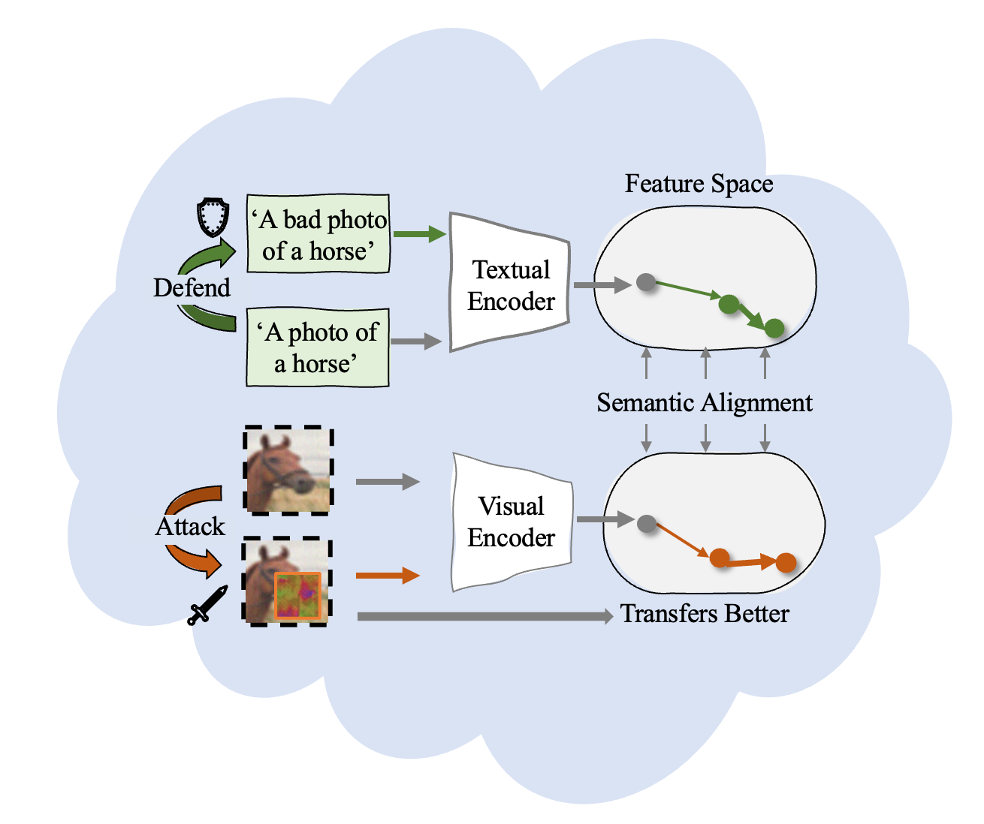 Feature Space
‘A bad photo
of a horse’
Defend
Textual
Encoder
‘A photo of
a horse’
Semantic Alignment
Attack
Visual
Encoder
Transfers Better